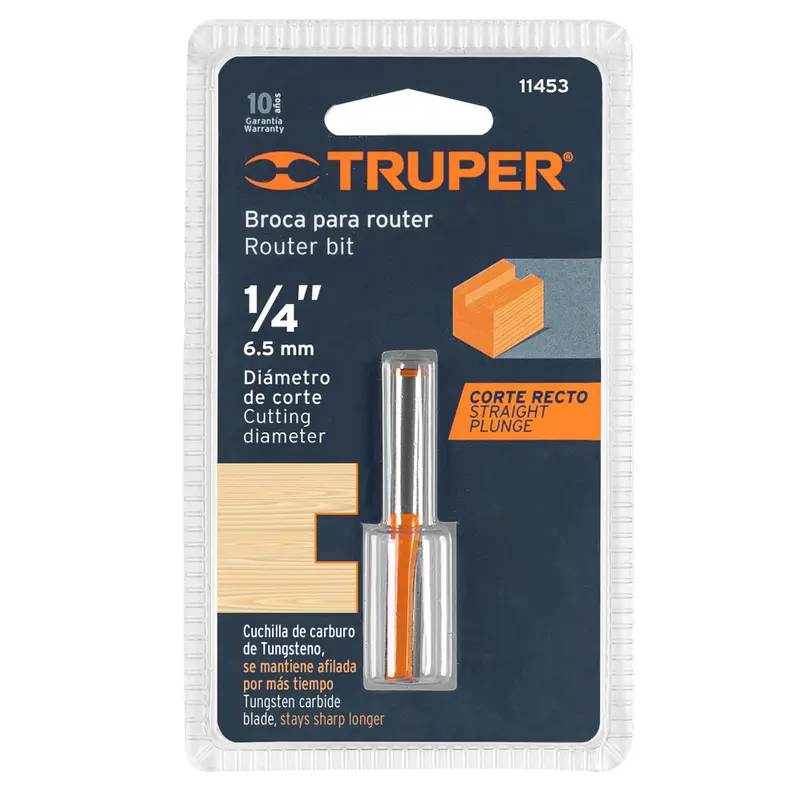 11453
10 años
Garantía
Warranty
TRUPER®
Broca para router
Router bit
1/4"
6.5 mm
Diámetro
de corte
Cutting
diameter
CORTE RECTO
STRAIGHT
PLUNGE
Cuchilla de carburo
de Tungsteno,
se mantiene afilada
por más tiempo
Tungsten carbide
blade, stays sharp longer